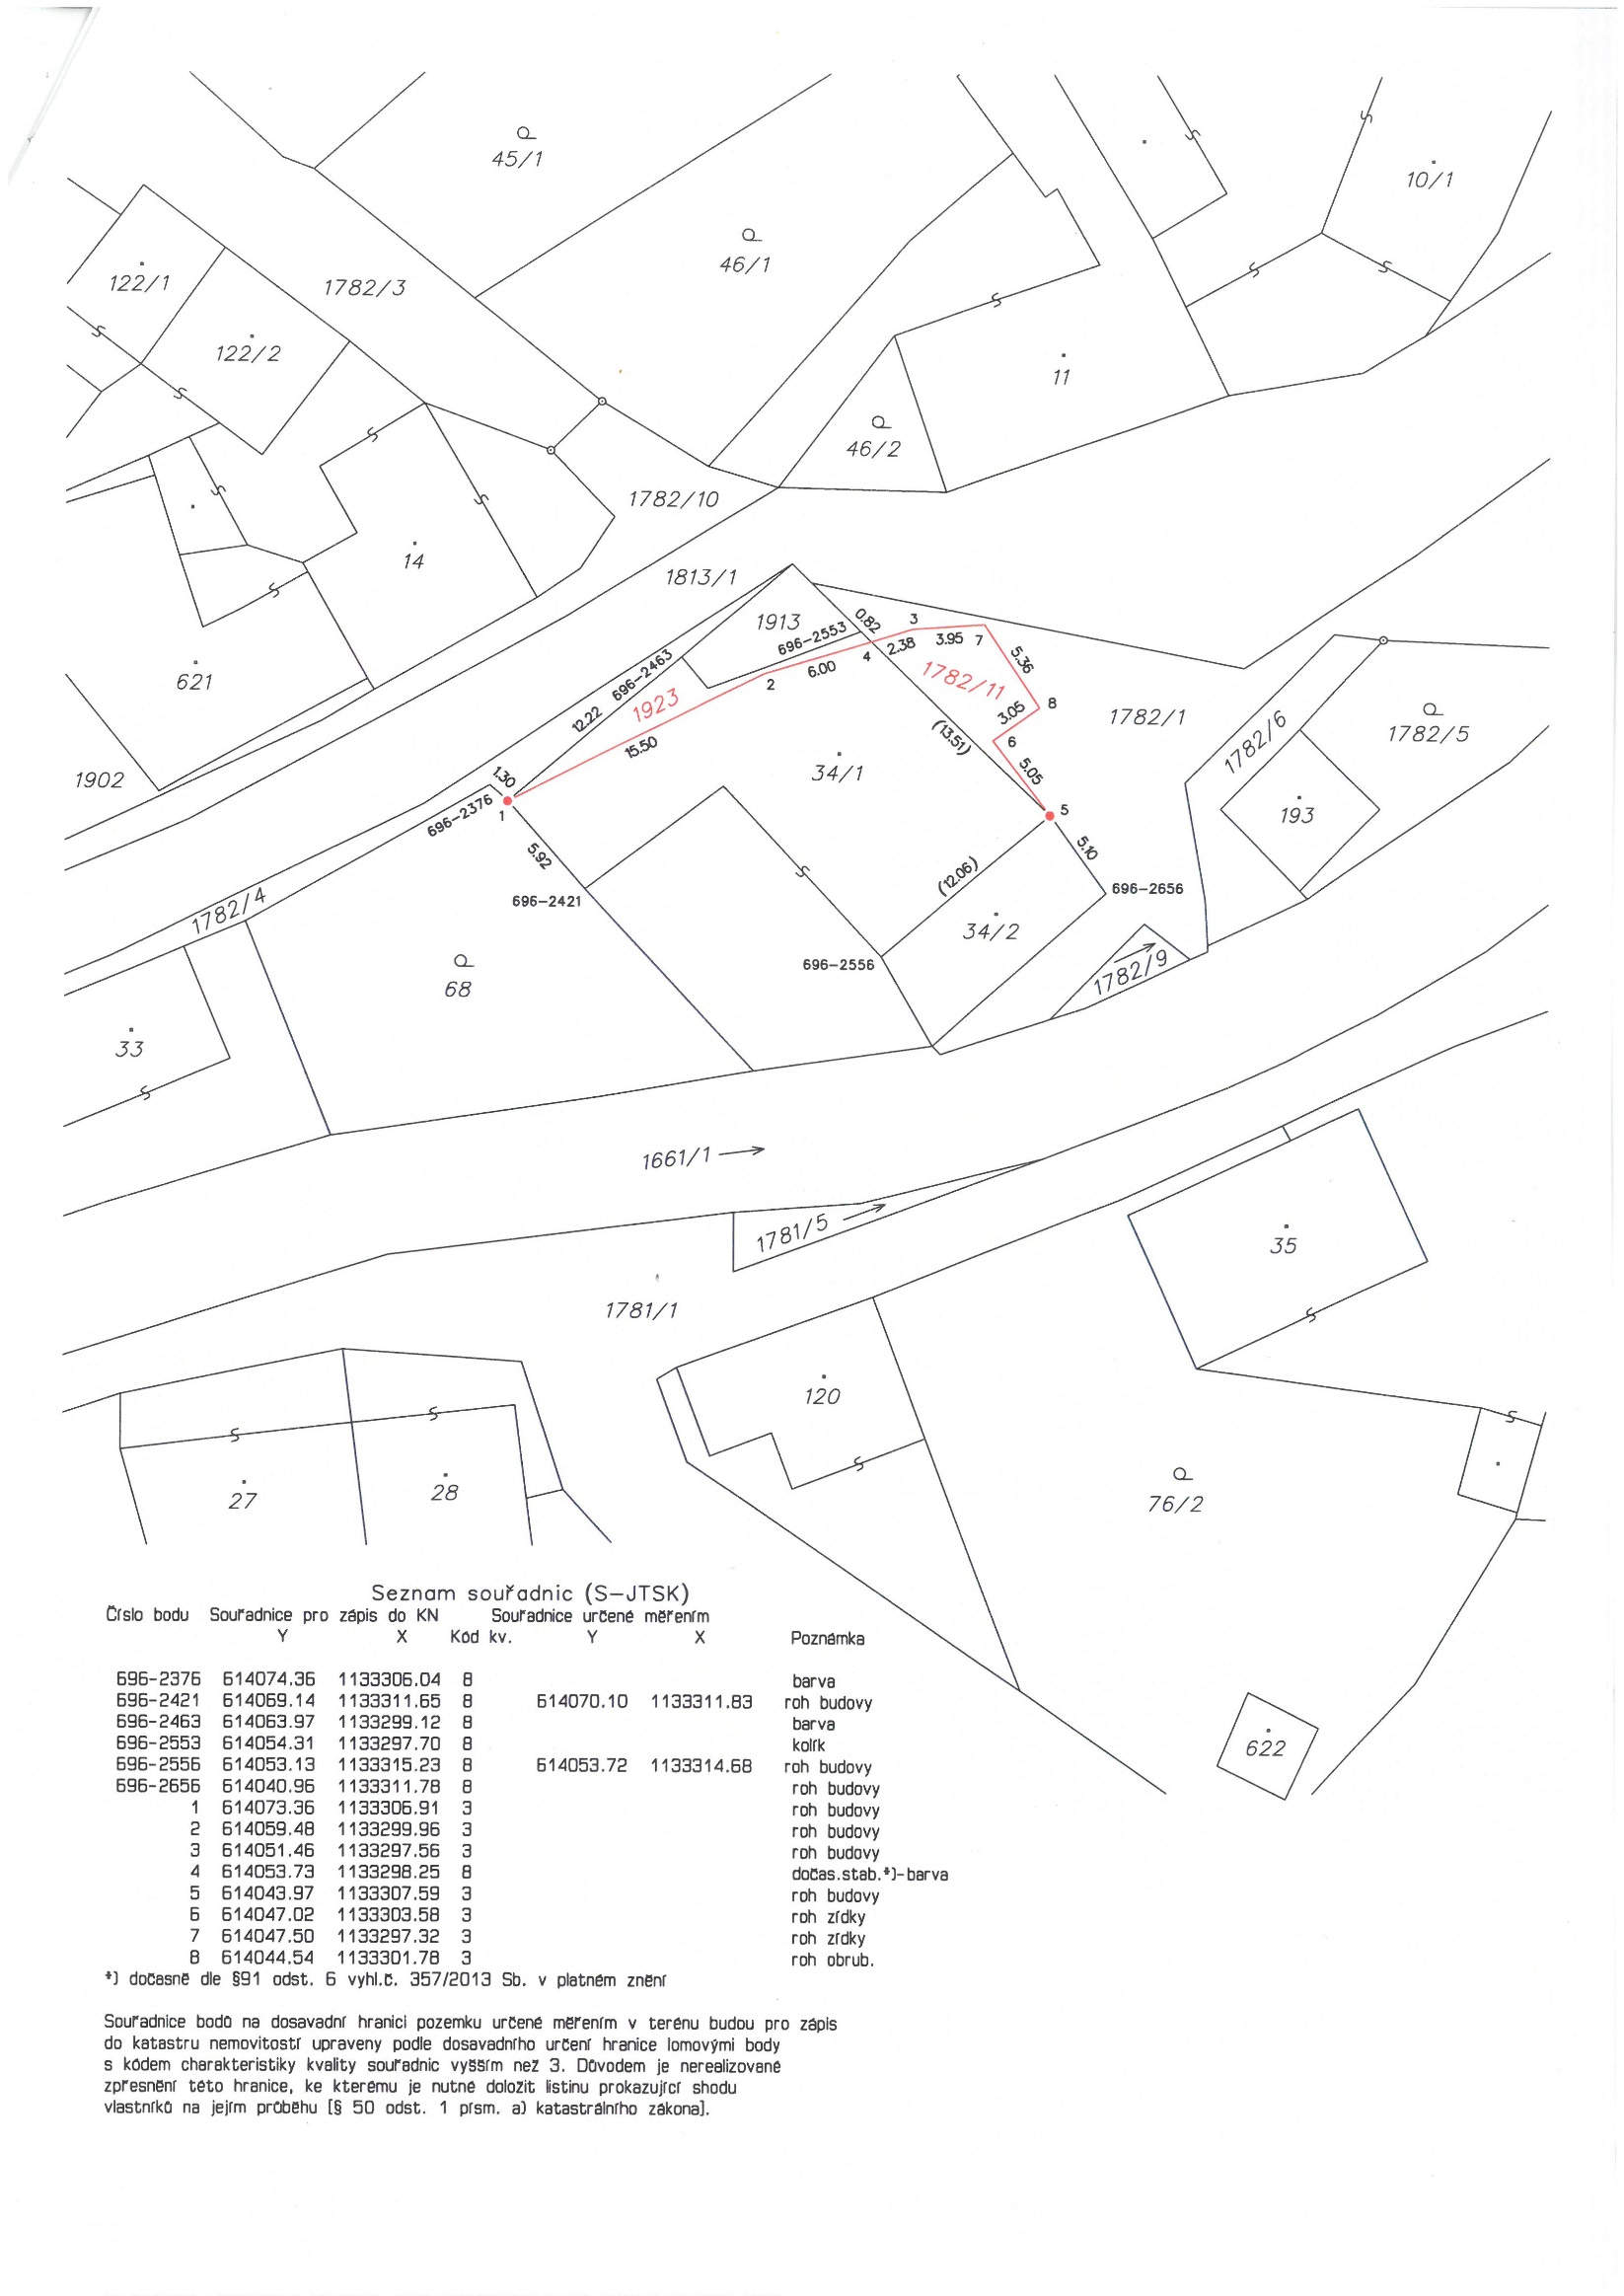 45/1
10/1
46/1
122/1
1782/3
122/2
11
46/2
1782/10
14
1813/1
1913
0.82
3
696-2553
2.38
3.95
7
5.36
4
6.00
696-2463
621
2
1782/11
12.22
1923
3.05
8
1782/1
1782/6
1782/5
15.50
(13.51)
6
34/1
5.05
1902
1.30
696-2376
1
5
193
5.92
5.10
(12.06)
696-2656
696-2421
1782/4
34/2
696-2556
1782/9
68
33
1661/1
1781/5
35
1781/1
120
27
28
76/2
Seznam souřadnic (S-JTSK)
Číslo bodu Souřadnice pro zápis do KN Souřadnice určené měřením
Y X Kód kv. Y X Poznámka
696-2376 614074.36 1133306.04 8 barva
696-2421 614069.14 1133311.65 8 614070.10 1133311.83 roh budovy
696-2463 614063.97 1133299.12 8 barva
696-2553 614054.31 1133297.70 8 kolík
696-2556 614053.13 1133315.23 8 614053.72 1133314.68 roh budovy
696-2656 614040.96 1133311.78 8 roh budovy
1 614073.36 1133306.91 3 roh budovy
2 614059.48 1133299.96 3 roh budovy
3 614051.46 1133297.56 3 roh budovy
4 614053.73 1133298.25 8 dočas.stab.*)-barva
5 614043.97 1133307.59 3 roh budovy
6 614047.02 1133303.58 3 roh zídky
7 614047.50 1133297.32 3 roh zídky
8 614044.54 1133301.78 3 roh obrub.
622
*) dočasně dle §91 odst. 6 vyhl.č. 357/2013 Sb. v platném znění
Souřadnice bodů na dosavadní hranici pozemku určené měřením v terénu budou pro zápis
do katastru nemovitostí upraveny podle dosavadního určení hranice lomovými body
s kódem charakteristiky kvality souřadnic vyšším než 3. Důvodem je nerealizované
zpřesnění této hranice, ke kterému je nutné doložit listinu prokazující shodu
vlastníků na jejím průběhu [§ 50 odst. 1 písm. a) katastrálního zákona].